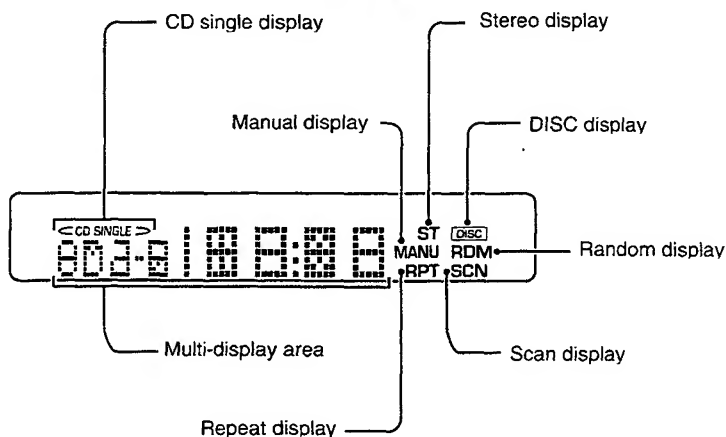 CD single display
Stereo display
Manual display
DISC display
CD SINGLE
ST
DISC
MANU
RDM
Random display
RPT
SCN
Multi-display area
Scan display
Repeat display